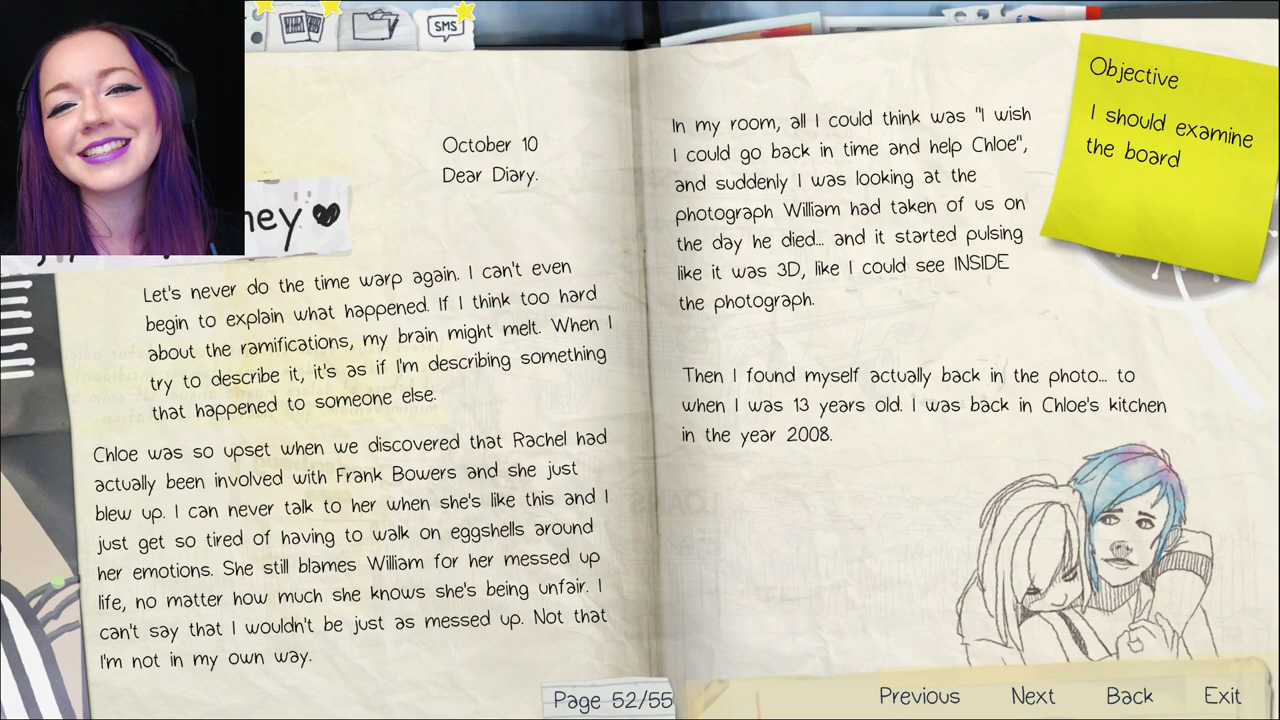 SMS
ney ♥
October 10
Dear Diary.
Let's never do the time warp again. I can't even
begin to explain what happened. If I think too hard
about the ramifications, my brain might melt. When I
try to describe it, it's as if I'm describing something
that happened to someone else.
Chloe was so upset when we discovered that Rachel had
actually been involved with Frank Bowers and she just
blew up. I can never talk to her when she's like this and I
just get so tired of having to walk on eggshells around
her emotions. She still blames William for her messed up
life, no matter how much she knows she's being unfair. I
can't say that I wouldn't be just as messed up. Not that
I'm not in my own way.
Page 52/55
In my room, all I could think was "I wish
I could go back in time and help Chloe",
and suddenly I was looking at the
photograph William had taken of us on
the day he died... and it started pulsing
like it was 3D, like I could see INSIDE
the photograph.
Then I found myself actually back in the photo... to
when I was 13 years old. I was back in Chloe's kitchen
in the year 2008.
Objective
I should examine
the board
Previous Next Back Exit